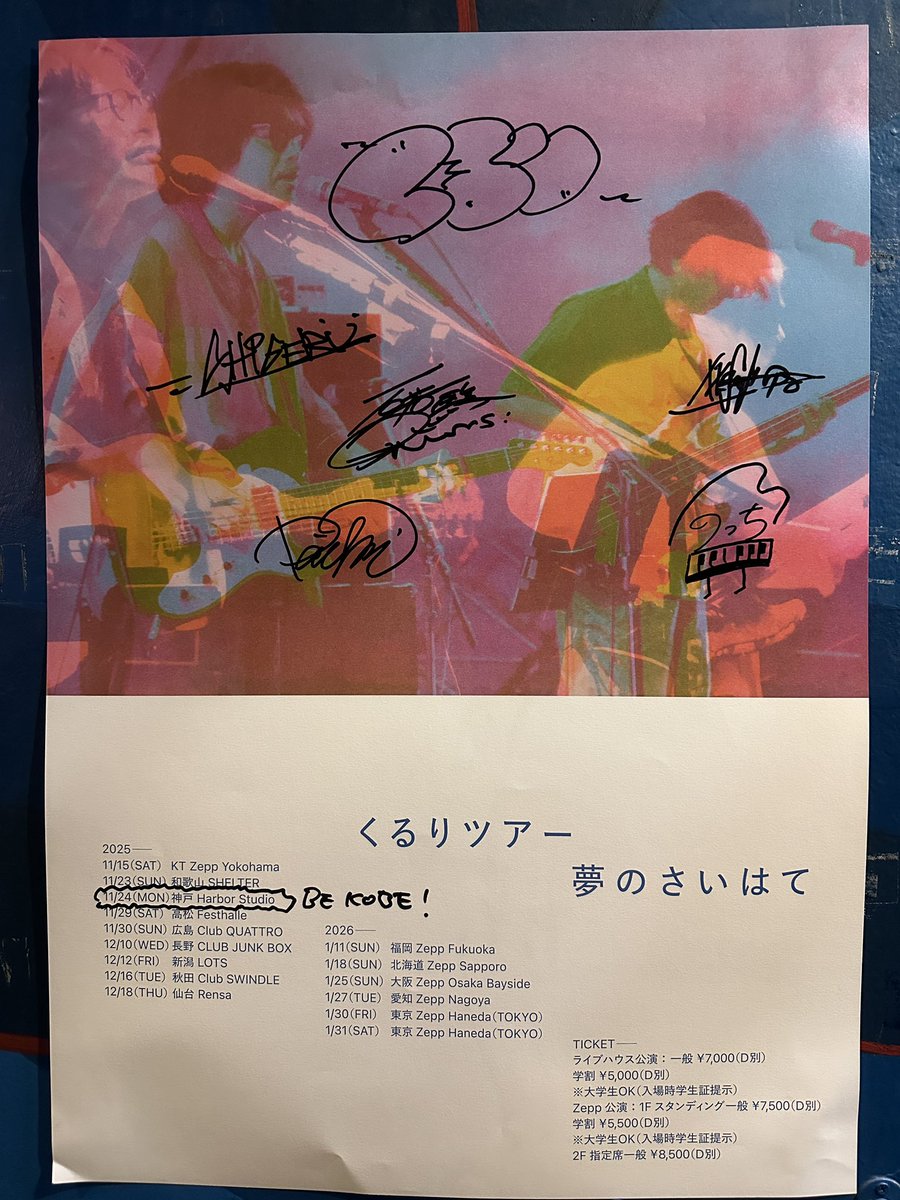 くるり
のっち
くるりツアー
夢のさいはて
2025
11/15(SAT) KT Zepp Yokohama
11/23(SUN) 和歌山 SHELTER
11/24(MON) 神戸 Harbor Studio BE KOBE!
11/29(SAT) 高松 Festhalle
11/30(SUN) 広島 Club QUATTRO
12/10(WED) 長野 CLUB JUNK BOX
12/12(FRI) 新潟 LOTS
12/16(TUE) 秋田 Club SWINDLE
12/18(THU) 仙台 Rensa
2026
1/11(SUN) 福岡 Zepp Fukuoka
1/18(SUN) 北海道 Zepp Sapporo
1/25(SUN) 大阪 Zepp Osaka Bayside
1/27(TUE) 愛知 Zepp Nagoya
1/30(FRI) 東京 Zepp Haneda(TOKYO)
1/31(SAT) 東京 Zepp Haneda(TOKYO)
TICKET
ライブハウス公演：一般 ¥7,000(D別)
学割 ¥5,000(D別)
※大学生OK(入場時学生証提示)
Zepp 公演：1F スタンディング一般 ¥7,500(D別)
学割 ¥5,500(D別)
※大学生OK(入場時学生証提示)
2F 指定席一般 ¥8,500(D別)